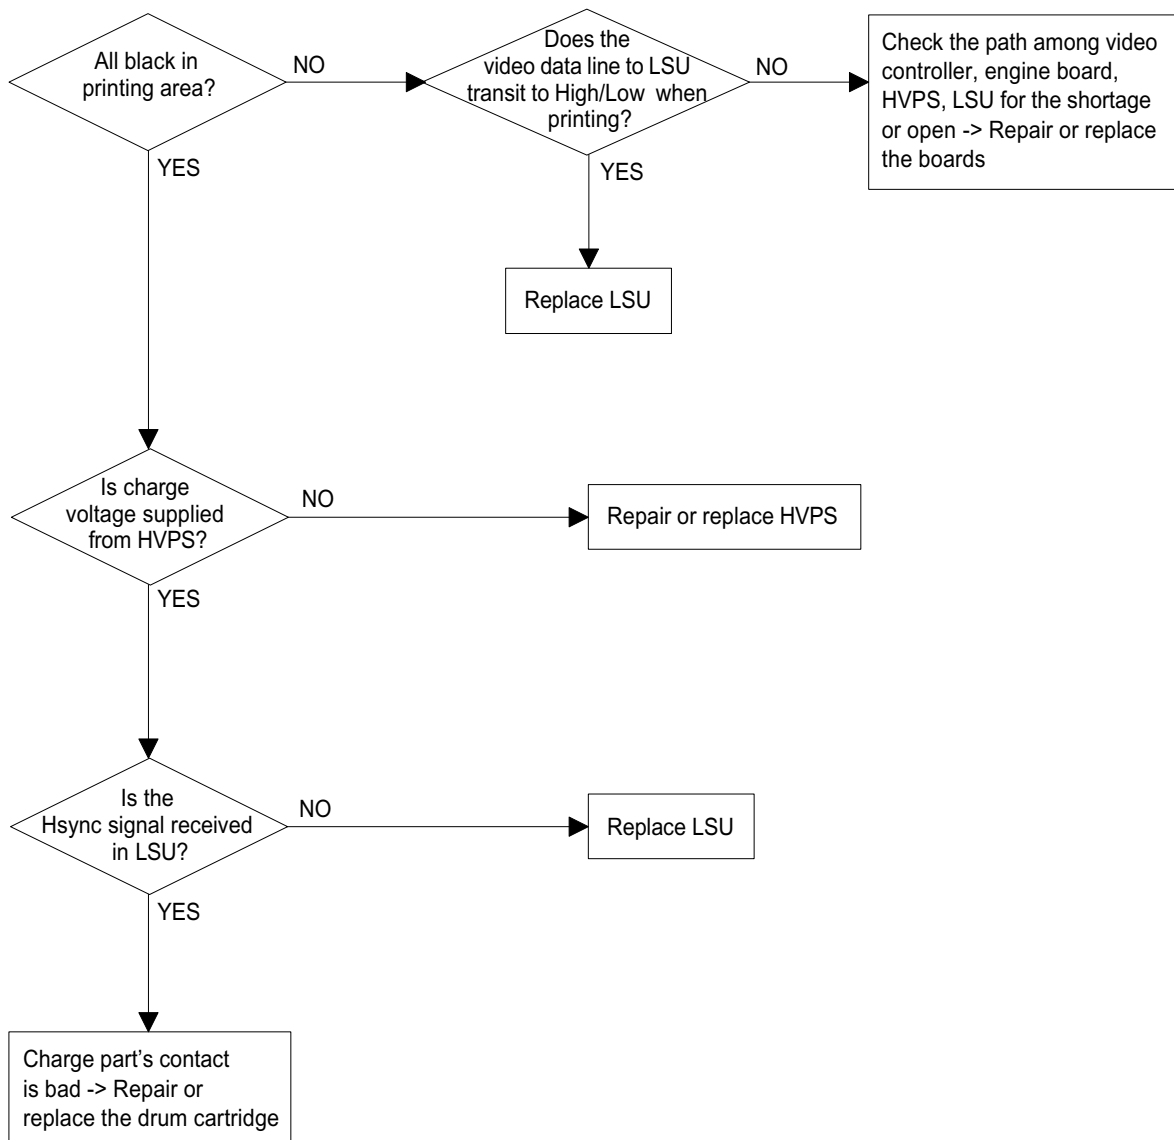 All black in
printing area?
NO
Does the
video data line to LSU
transit to High/Low when
printing?
NO
Check the path among video
controller, engine board,
HVPS, LSU for the shortage
or open -> Repair or replace
the boards
YES
YES
Replace LSU
Is charge
voltage supplied
from HVPS?
NO
Repair or replace HVPS
YES
Is the
Hsync signal received
in LSU?
NO
Replace LSU
YES
Charge part’s contact
is bad -> Repair or
replace the drum cartridge